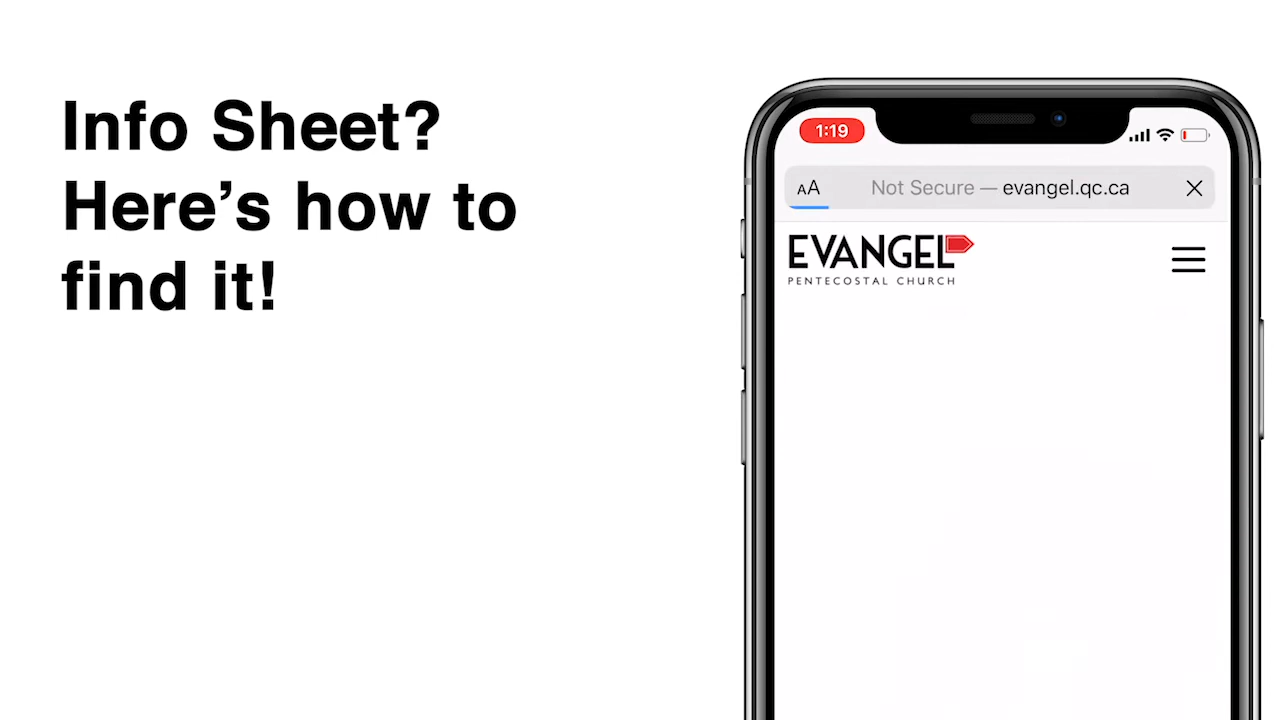 Info Sheet?
Here’s how to
find it!
1:19
AA Not Secure — evangel.qc.ca
EVANGEL
PENTECOSTAL CHURCH